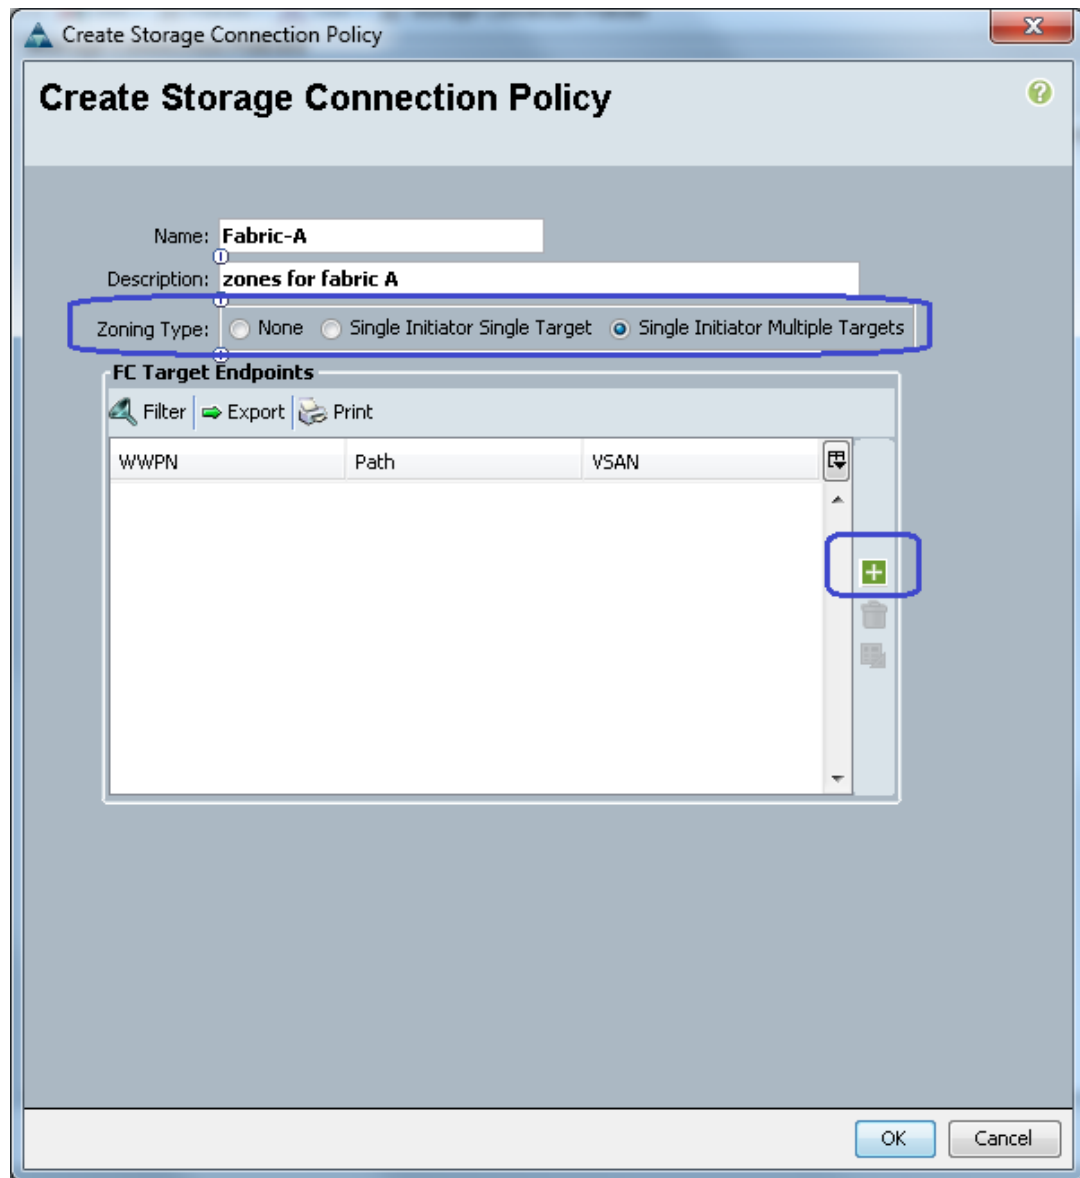 Create Storage Connection Policy
Create Storage Connection Policy
Name: Fabric-A
Description: zones for fabric A
Zoning Type: None Single Initiator Single Target Single Initiator Multiple Targets
FC Target Endpoints
Filter Export Print
WWPN Path VSAN
OK Cancel